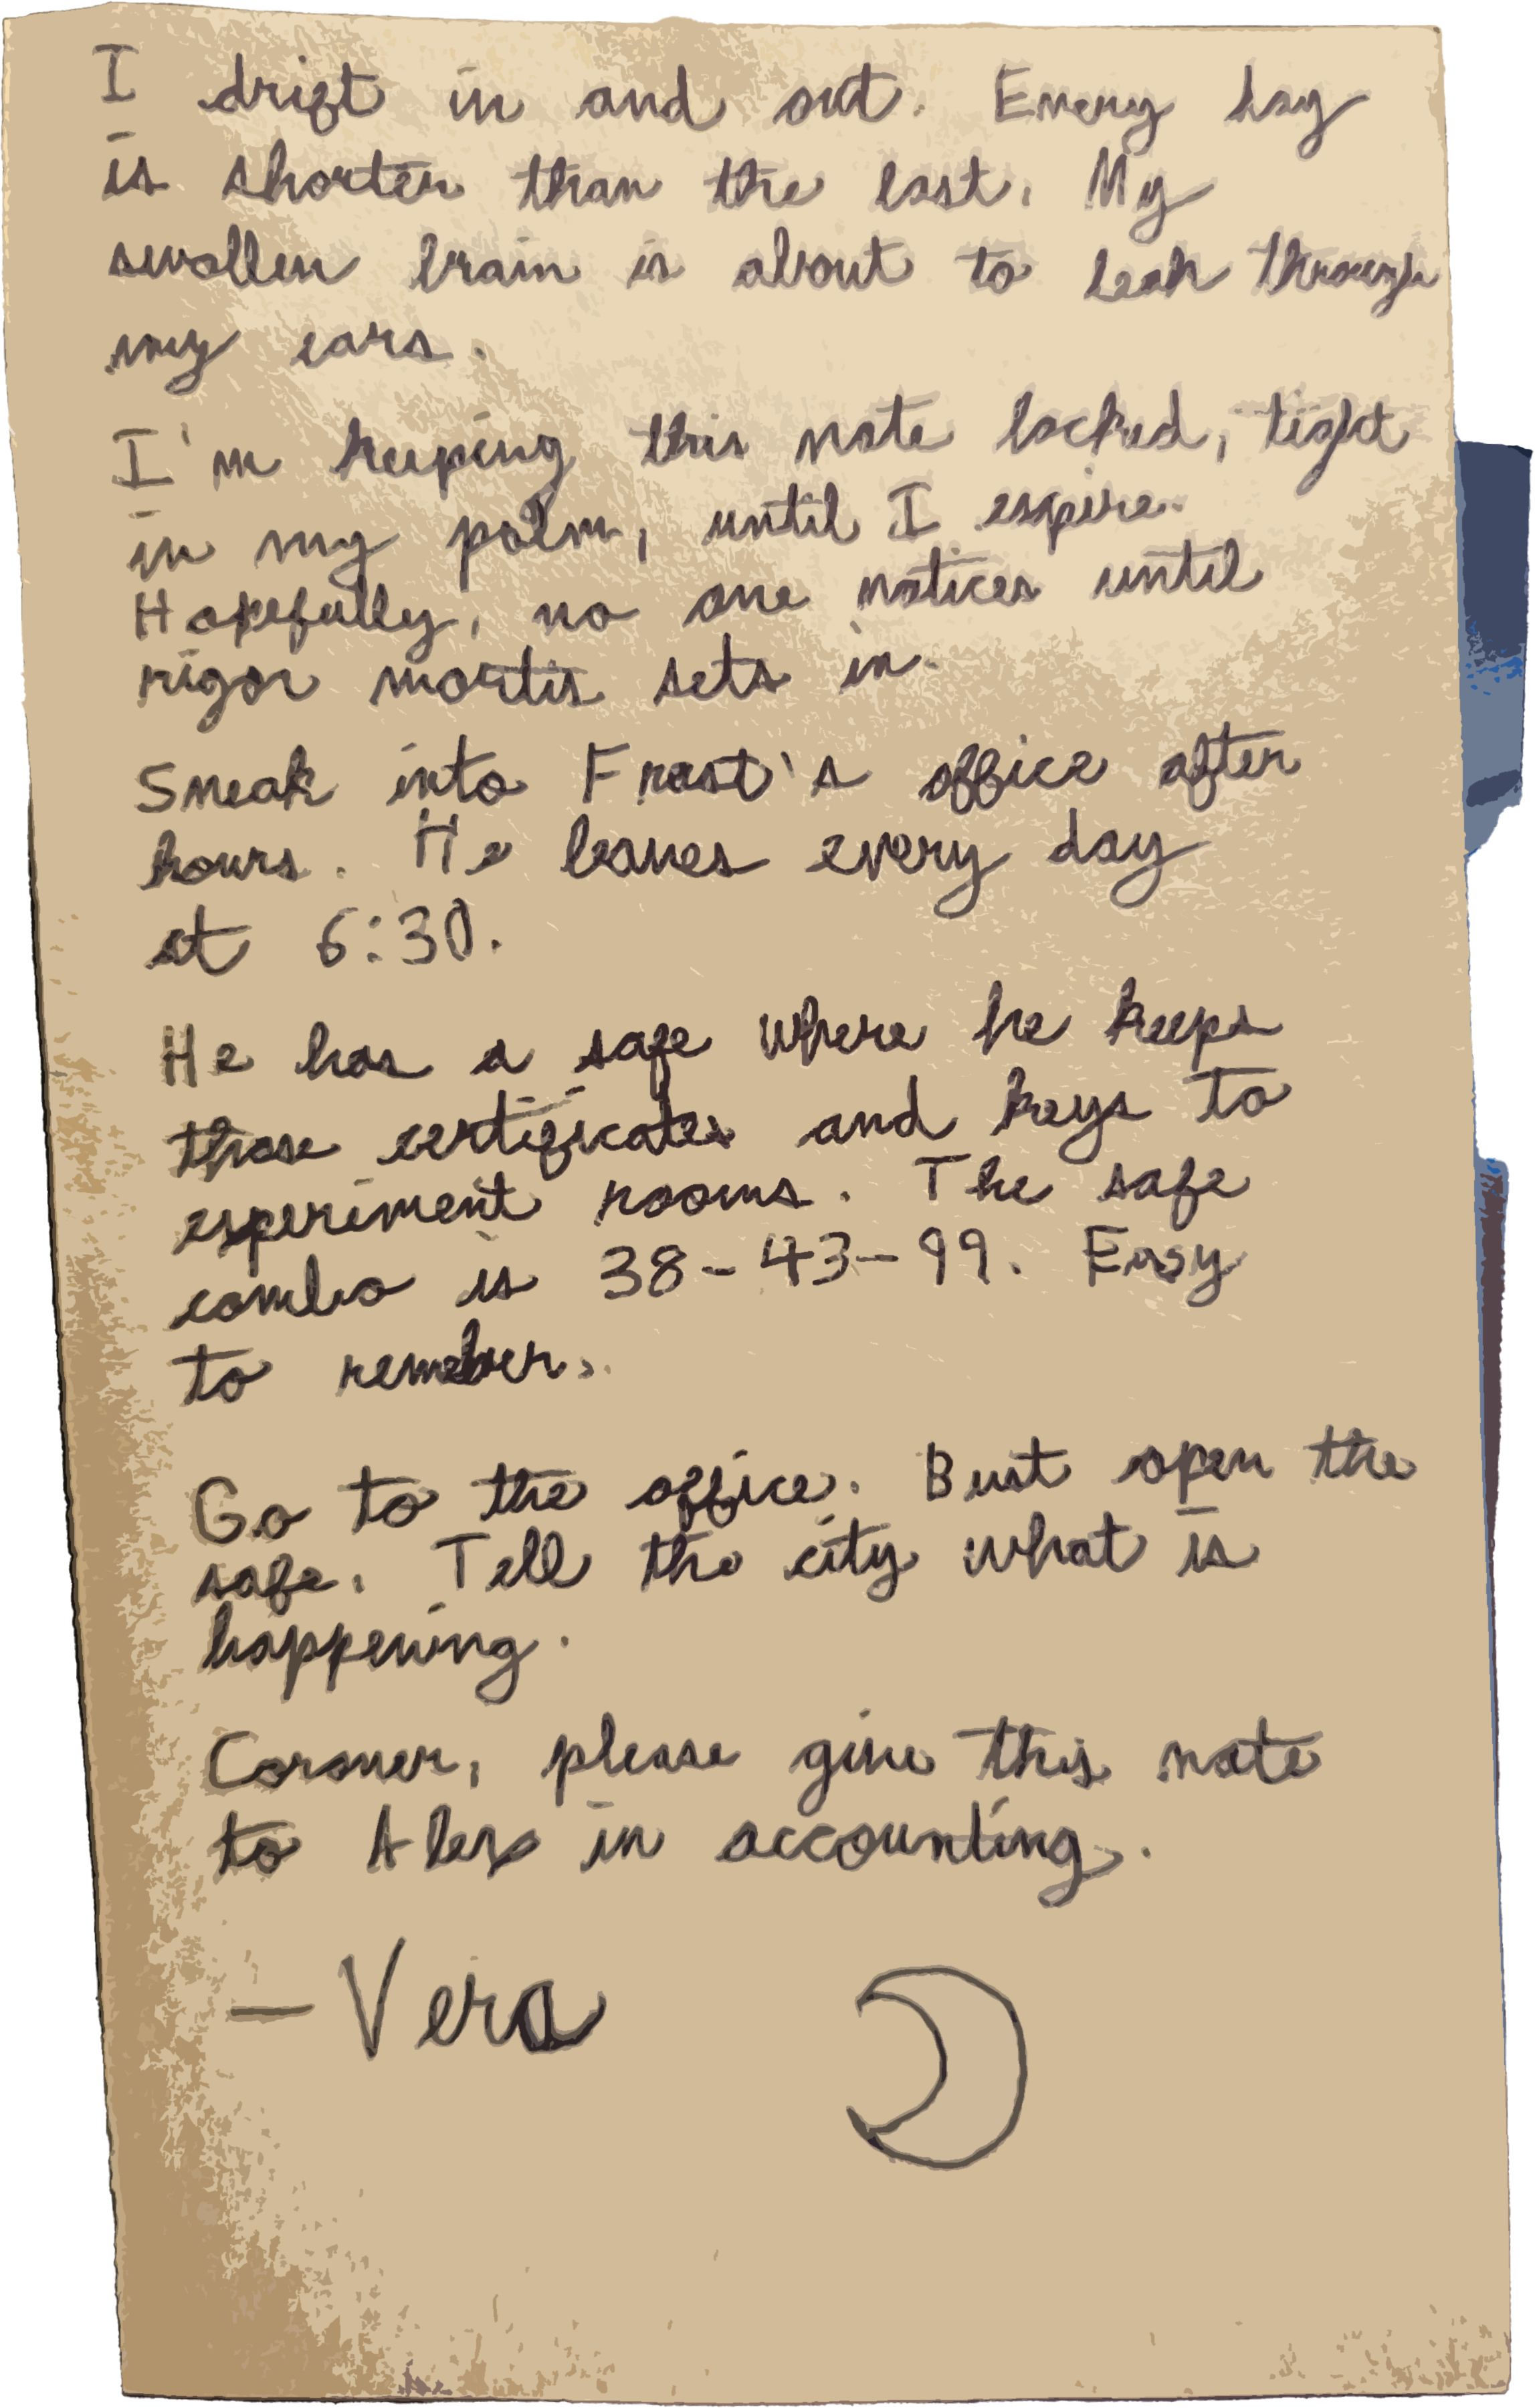 I drift in and out. Every day
is shorter than the last. My
swollen brain is about to leak through
my ears.
I'm keeping this note locked, tight
in my palm, until I expire.
Hopefully, no one notices until
rigor mortis sets in.
Sneak into Frost's office after
hours. He leaves every day
at 6:30.
He has a safe where he keeps
those certificates and keys to
experiment rooms. The safe
combo is 38-43-99. Easy
to remember.
Go to the office. Bust open the
safe. Tell the city what is
happening.
Coroner, please give this note
to Alex in accounting.
— Vera